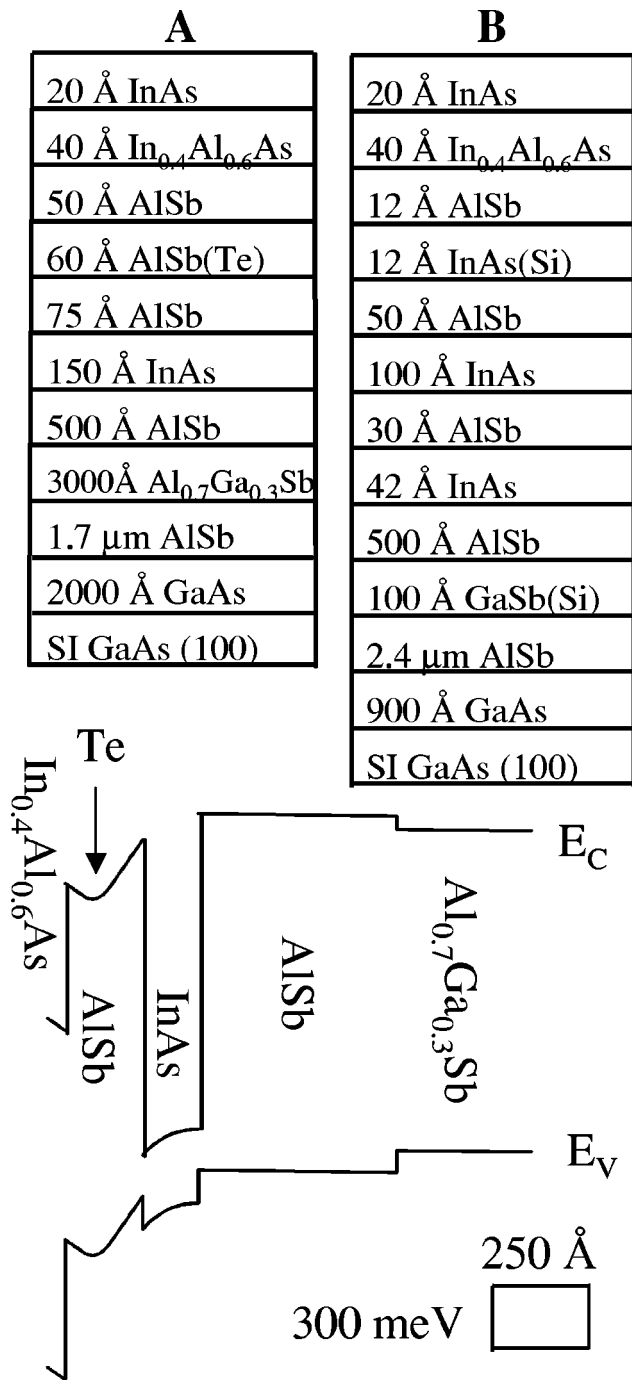 A
20 Å InAs
40 Å In0.4Al0.6As
50 Å AlSb
60 Å AlSb(Te)
75 Å AlSb
150 Å InAs
500 Å AlSb
3000Å Al0.7Ga0.3Sb
1.7 μm AlSb
2000 Å GaAs
SI GaAs (100)
B
20 Å InAs
40 Å In0.4Al0.6As
12 Å AlSb
12 Å InAs(Si)
50 Å AlSb
100 Å InAs
30 Å AlSb
42 Å InAs
500 Å AlSb
100 Å GaSb(Si)
2.4 μm AlSb
900 Å GaAs
SI GaAs (100)
Te
In0.4Al0.6As
AlSb
InAs
AlSb
Al0.7Ga0.3Sb
EC
EV
250 Å
300 meV